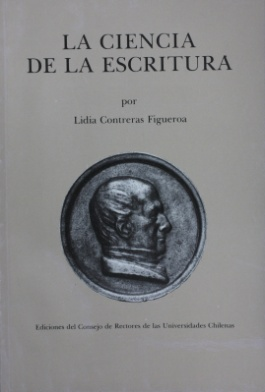 LA CIENCIA
DE LA ESCRITURA
por
Lidia Contreras Figueroa
Ediciones del Consejo de Rectores de las Universidades Chilenas